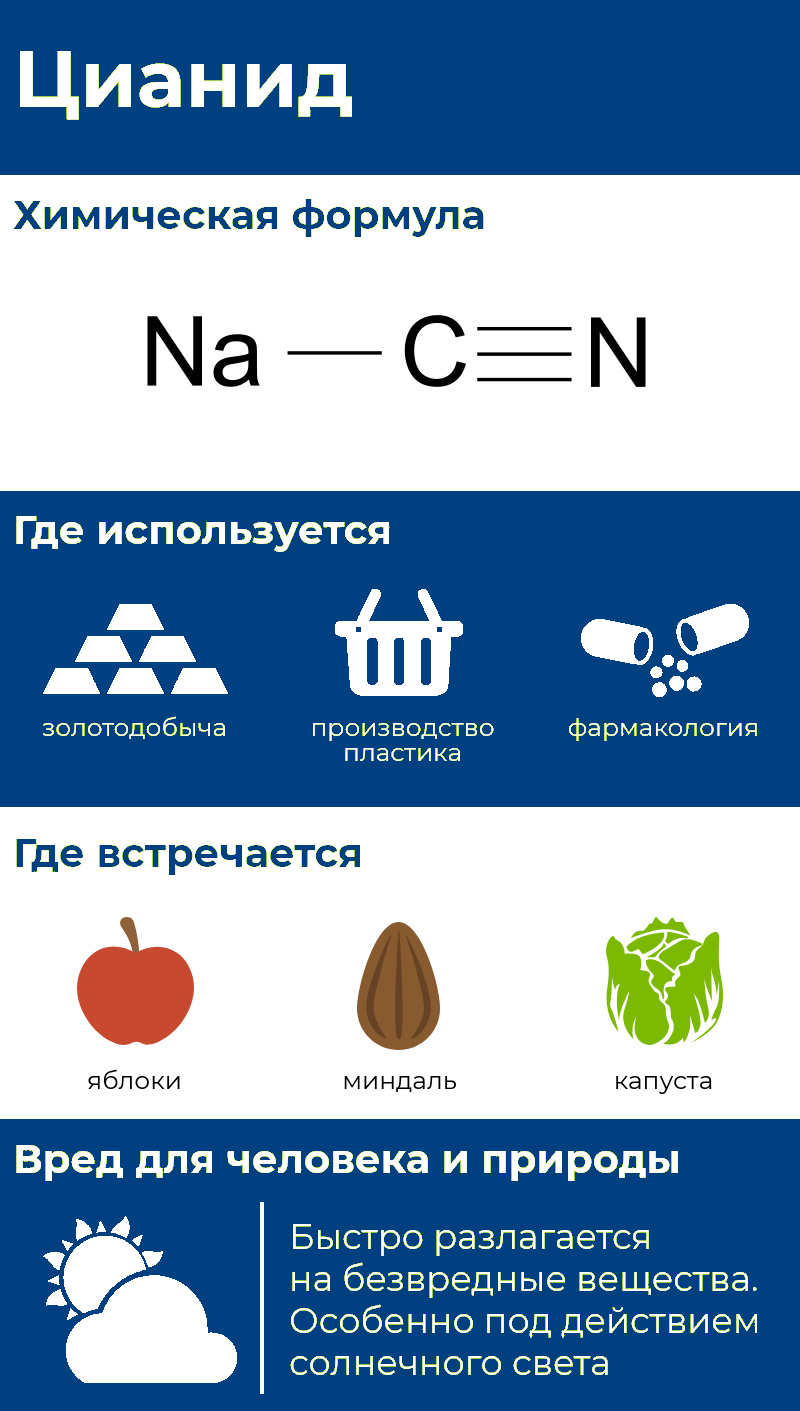 Цианид
Химическая формула
Na — C ≡ N
Где используется
золотодобыча
производство
пластика
фармакология
Где встречается
яблоки
миндаль
капуста
Вред для человека и природы
Быстро разлагается
на безвредные вещества.
Особенно под действием
солнечного света